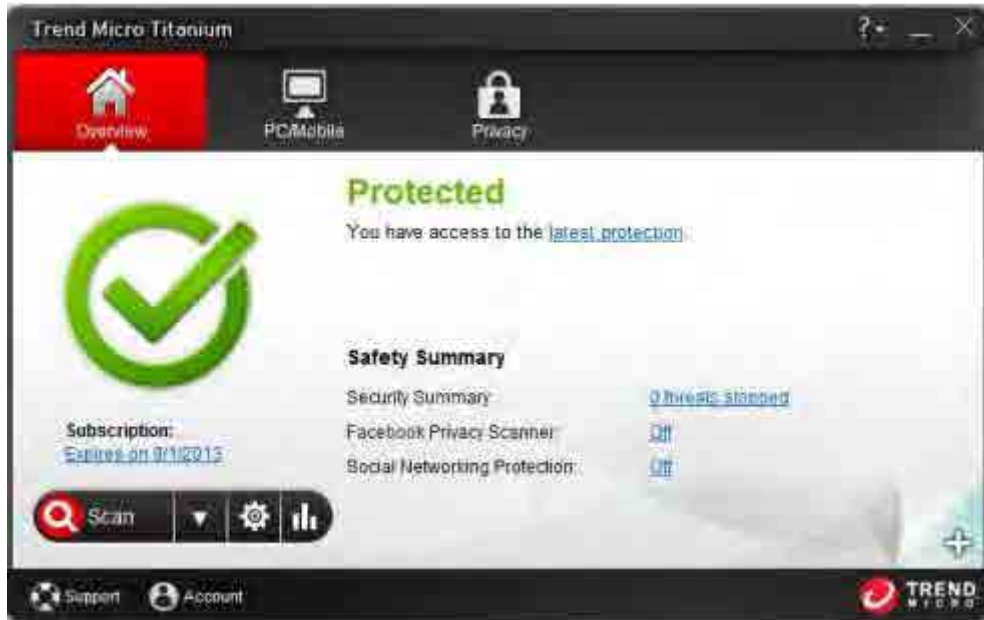 Trend Micro Titanium
?
Overview
PC/Mobile
Privacy
Protected
You have access to the latest protection.
Safety Summary
Security Summary: 0 threats stopped
Facebook Privacy Scanner: Off
Social Networking Protection: Off
Subscription:
Expires on 9/1/2013
Scan
Support
Account
TREND
MICRO